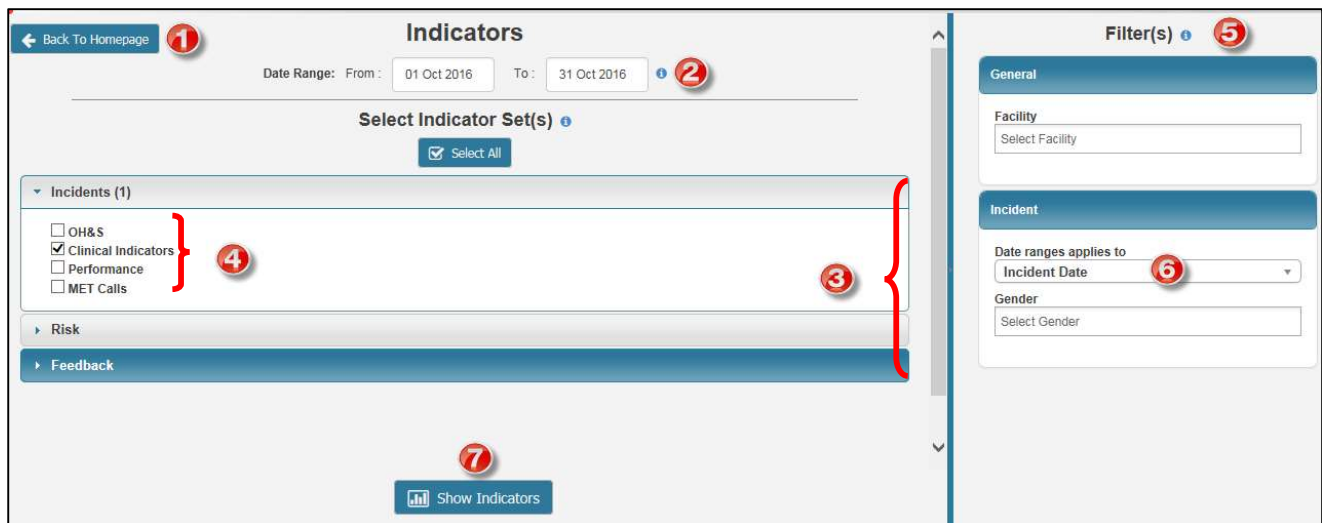 Back To Homepage
1
Indicators
Date Range: From : 01 Oct 2016 To : 31 Oct 2016
2
Select Indicator Set(s)
Select All
Incidents (1)
OH&S
Clinical Indicators
Performance
MET Calls
4
3
Risk
Feedback
7
Show Indicators
Filter(s)
5
General
Facility
Select Facility
Incident
Date ranges applies to
Incident Date
6
Gender
Select Gender